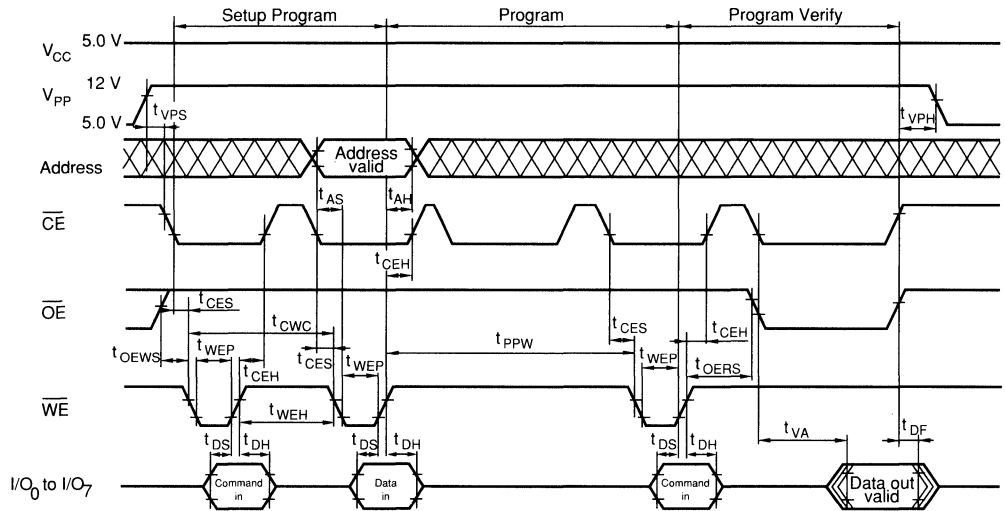 Setup Program Program Program Verify
VCC 5.0 V
VPP 12 V
5.0 V
tVPS tVPH
Address
Address valid
tAS tAH
CE
tCEH
OE
tCES
tCWC tCES tCEH
tOEWS tWEP tCEH tCES tWEP tPPW tWEP tOERS
WE
tWEH
tVA tDF
tDS tDH tDS tDH tDS tDH
I/O0 to I/O7
Command in
Data in
Command in
Data out valid